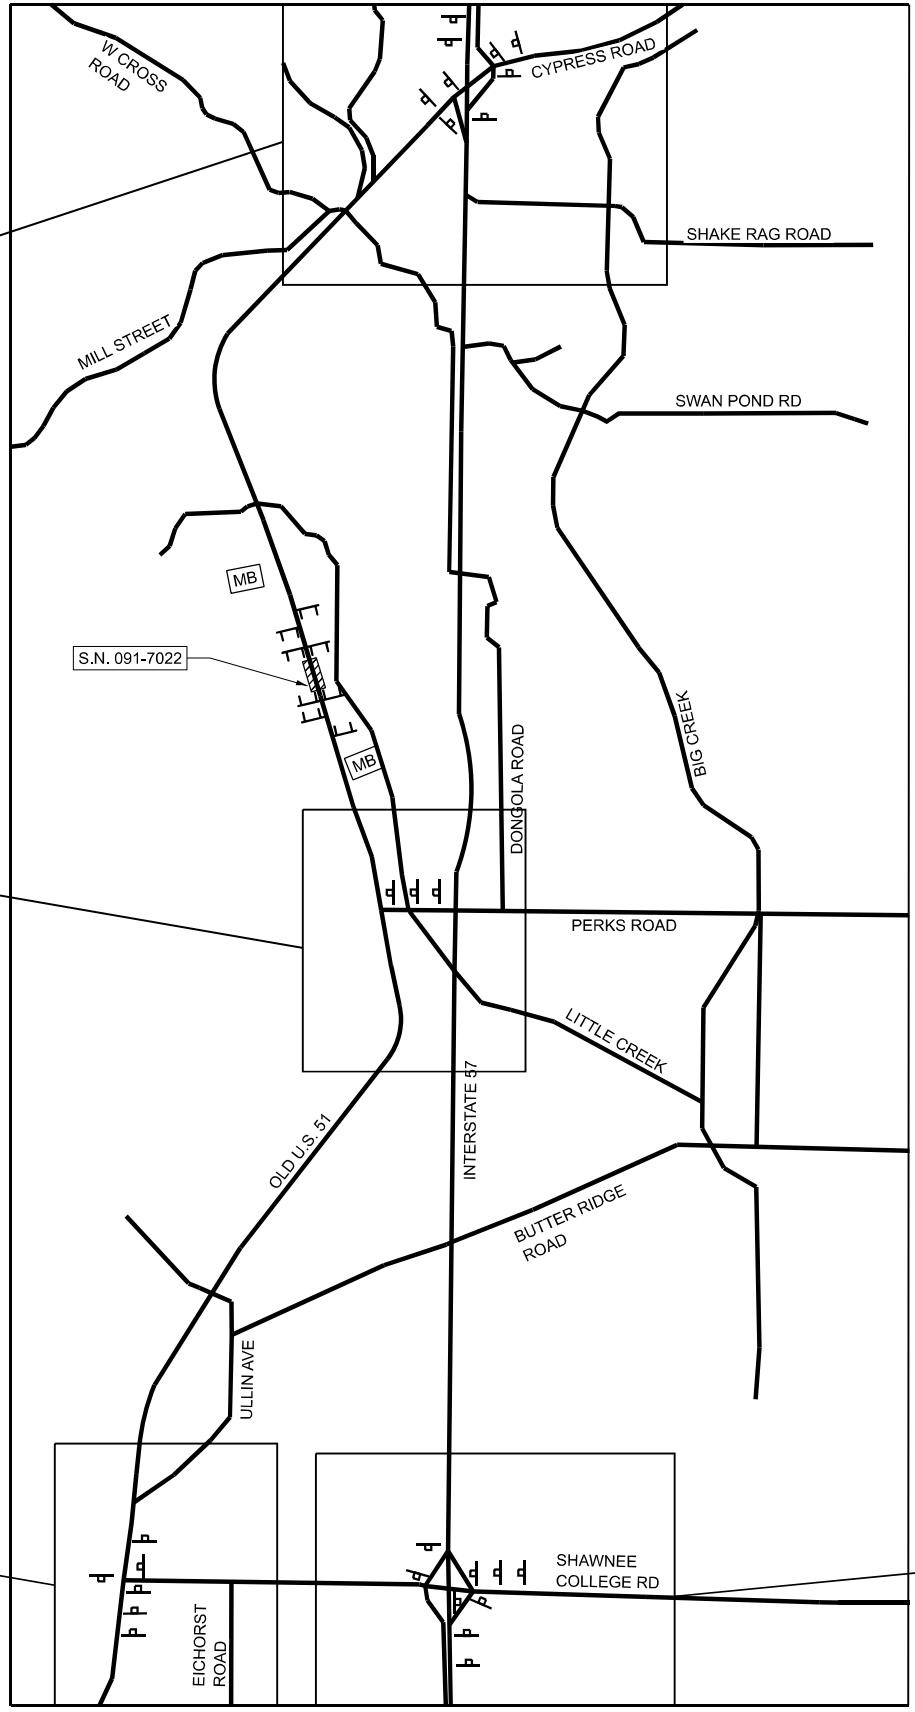 W CROSS
ROAD
CYPRESS ROAD
SHAKE RAG ROAD
MILL STREET
SWAN POND RD
MB
S.N. 091-7022
BIG CREEK
MB
DONGOLA ROAD
PERKS ROAD
LITTLE CREEK
INTERSTATE 57
OLD U.S. 51
BUTTER RIDGE
ROAD
ULLIN AVE
SHAWNEE
COLLEGE RD
EICHORST
ROAD